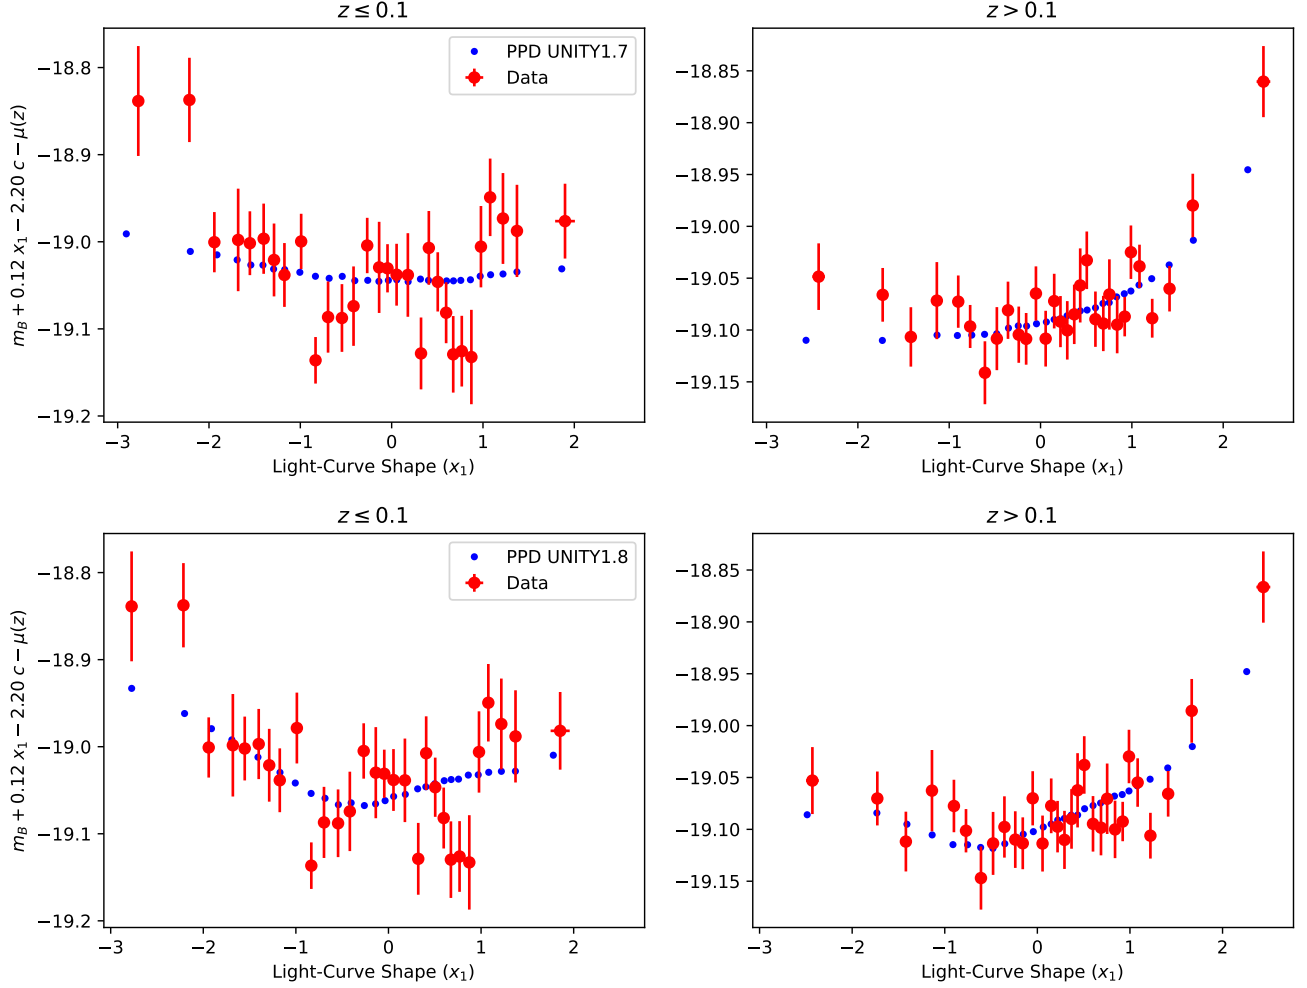 z ≤ 0.1
z > 0.1
−18.8
−18.9
−19.0
−19.1
−19.2
m_B + 0.12 x_1 − 2.20 c − μ(z)
PPD UNITY1.7
Data
−3 −2 −1 0 1 2
Light-Curve Shape (x_1)
−18.85
−18.90
−18.95
−19.00
−19.05
−19.10
−19.15
−3 −2 −1 0 1 2
Light-Curve Shape (x_1)
z ≤ 0.1
z > 0.1
−18.8
−18.9
−19.0
−19.1
−19.2
m_B + 0.12 x_1 − 2.20 c − μ(z)
PPD UNITY1.8
Data
−3 −2 −1 0 1 2
Light-Curve Shape (x_1)
−18.85
−18.90
−18.95
−19.00
−19.05
−19.10
−19.15
−3 −2 −1 0 1 2
Light-Curve Shape (x_1)